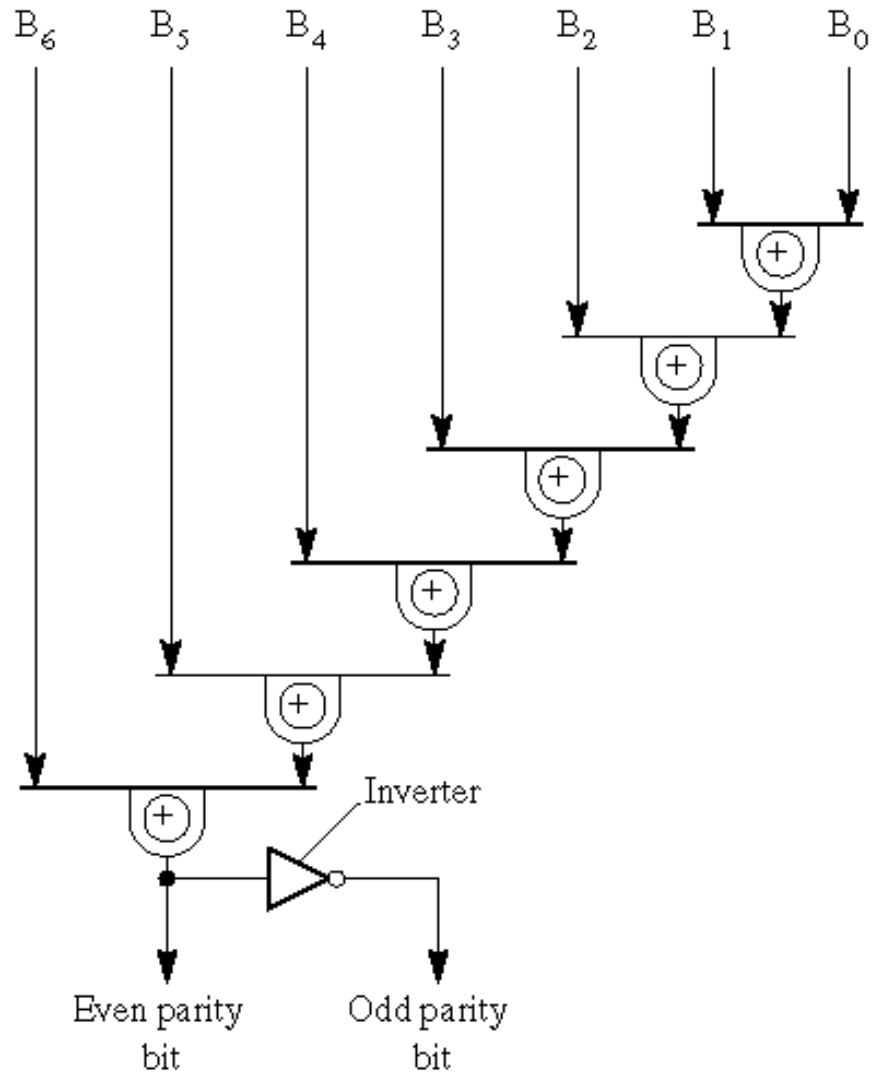 B6 B5 B4 B3 B2 B1 B0
+
+
+
+
+
+
Inverter
Even parity
bit
Odd parity
bit